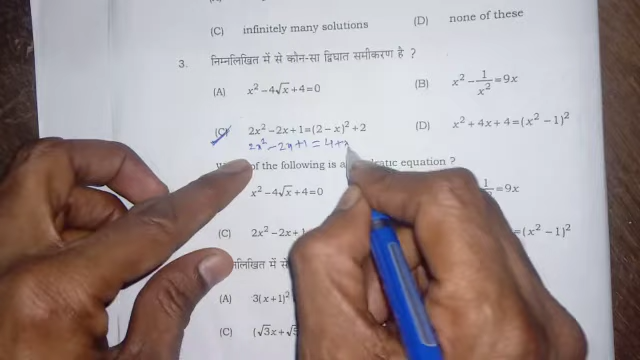 (C) infinitely many solutions (D) none of these
3. निम्नलिखित में से कौन-सा द्विघात समीकरण है ?
(A) x² – 4√x + 4 = 0 (B) x² – 1/x² = 9x
(C) 2x² – 2x + 1 = (2 – x)² + 2 (D) x² + 4x + 4 = (x² – 1)²
2x² – 2x + 1 = 4 + x
of the following is a equation ?
x² – 4√x + 4 = 0 = 9x
(C) 2x² – 2x + 1 = (x² – 1)²
में से
(A) 3(x + 1)²
(C) (√3x + √